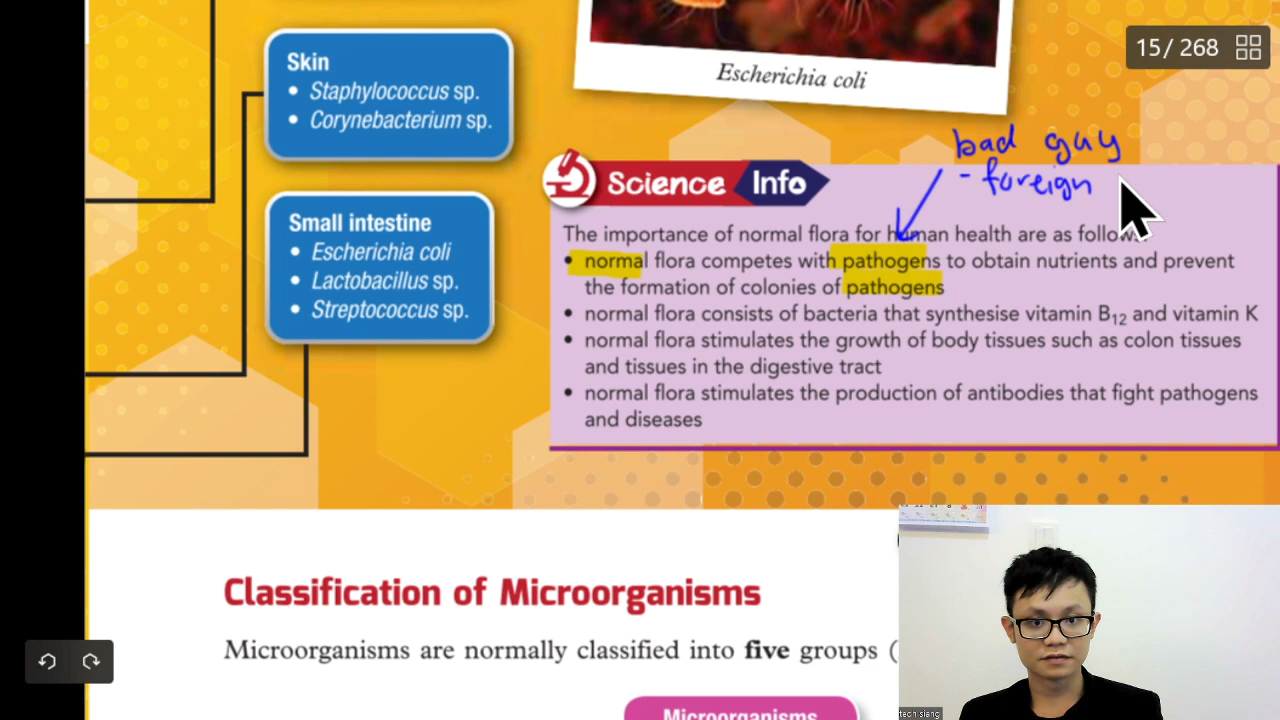 15/ 268
Skin
• Staphylococcus sp.
• Corynebacterium sp.
Escherichia coli
bad guy
- foreign
Science Info
Small intestine
• Escherichia coli
• Lactobacillus sp.
• Streptococcus sp.
The importance of normal flora for human health are as follow
• normal flora competes with pathogens to obtain nutrients and prevent
the formation of colonies of pathogens
• normal flora consists of bacteria that synthesise vitamin B12 and vitamin K
• normal flora stimulates the growth of body tissues such as colon tissues
and tissues in the digestive tract
• normal flora stimulates the production of antibodies that fight pathogens
and diseases
Classification of Microorganisms
Microorganisms are normally classified into five groups (
Microorganisms
tech siang